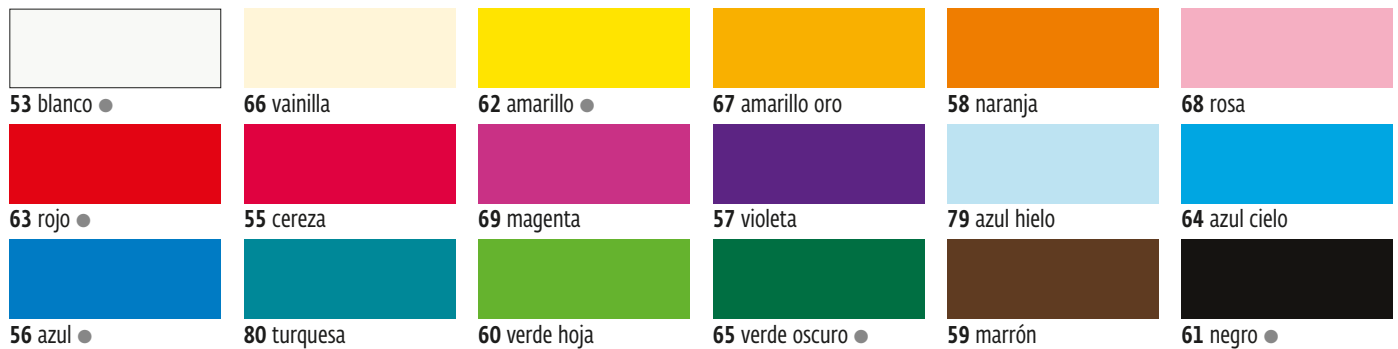 53 blanco ●
66 vainilla
62 amarillo ●
67 amarillo oro
58 naranja
68 rosa
63 rojo ●
55 cereza
69 magenta
57 violeta
79 azul hielo
64 azul cielo
56 azul ●
80 turquesa
60 verde hoja
65 verde oscuro ●
59 marrón
61 negro ●